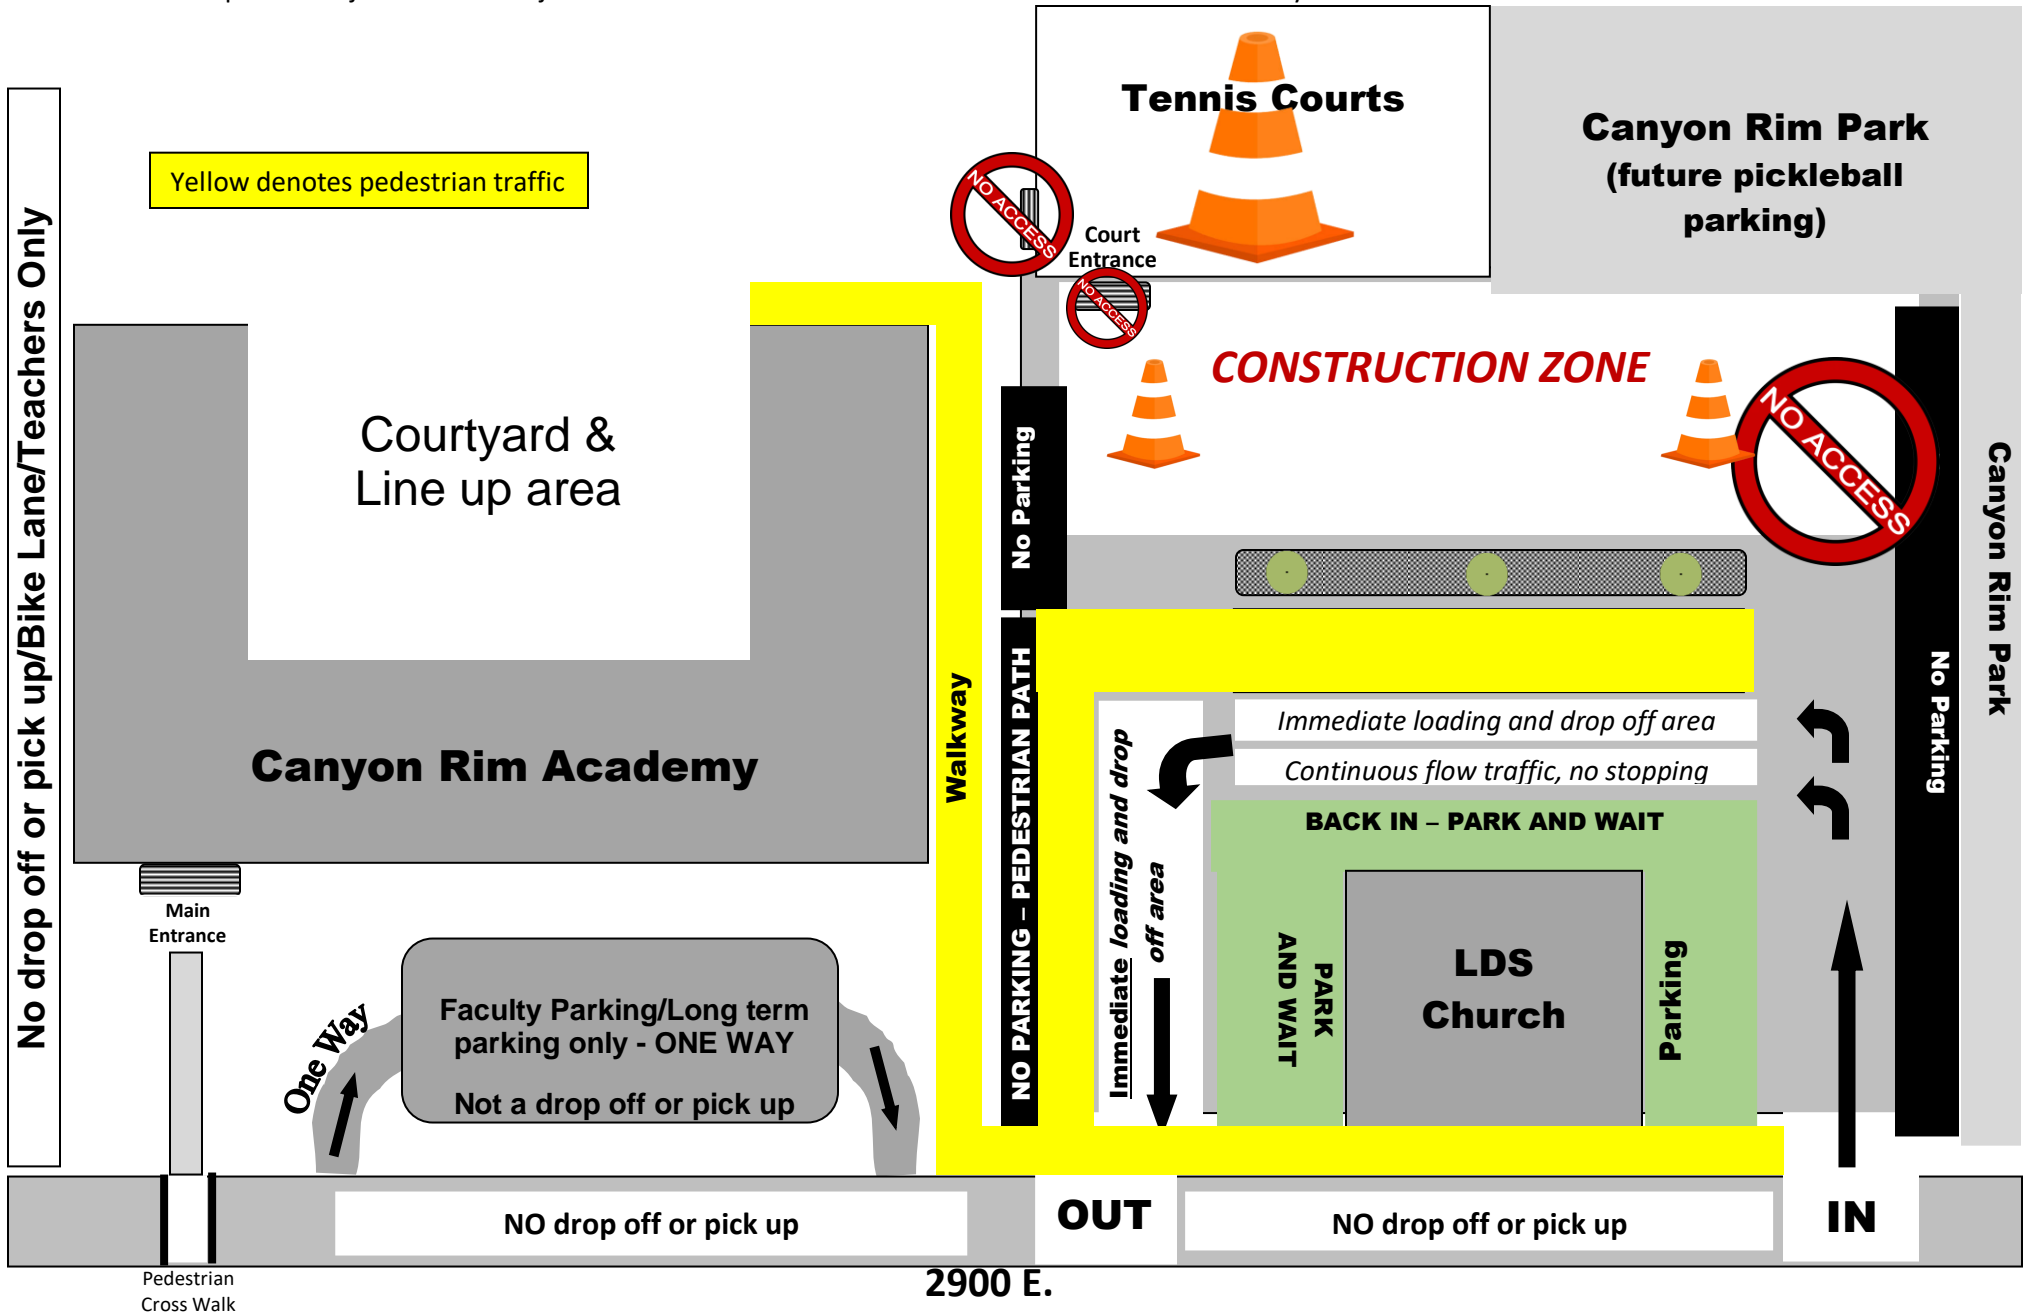 Tennis Courts
Canyon Rim Park
(future pickleball
parking)
Yellow denotes pedestrian traffic
NO ACCESS
Court
Entrance
NO ACCESS
CONSTRUCTION ZONE
NO ACCESS
No drop off or pick up/Bike Lane/Teachers Only
Courtyard &
Line up area
No Parking
Canyon Rim Park
No Parking
Walkway
NO PARKING – PEDESTRIAN PATH
Immediate loading and drop off area
Continuous flow traffic, no stopping
Canyon Rim Academy
BACK IN – PARK AND WAIT
Immediate loading and drop
off area
PARK
AND WAIT
LDS
Church
Parking
Main
Entrance
One Way
Faculty Parking/Long term
parking only - ONE WAY
Not a drop off or pick up
NO drop off or pick up
OUT
NO drop off or pick up
IN
2900 E.
Pedestrian
Cross Walk